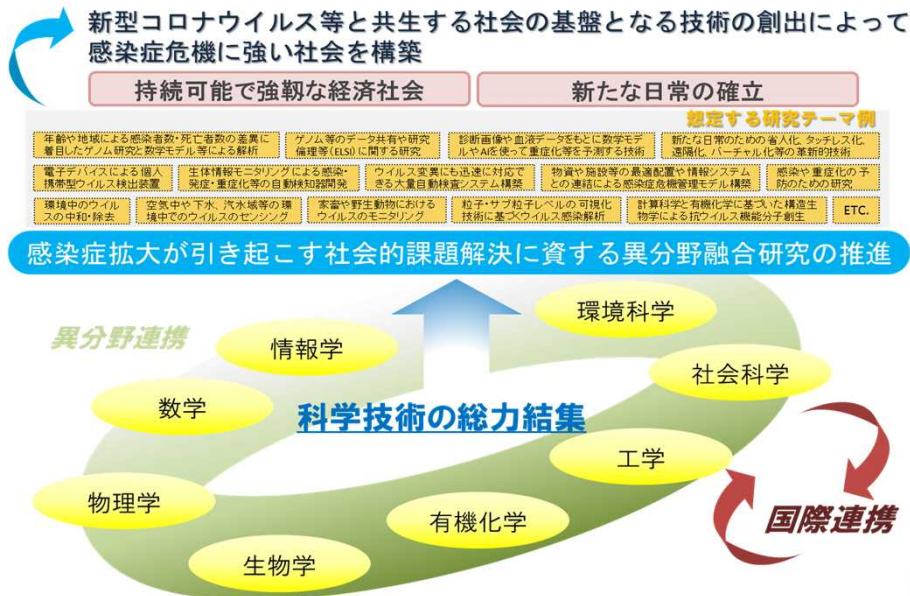 新型コロナウイルス等と共生する社会の基盤となる技術の創出によって
感染症危機に強い社会を構築
持続可能で強靱な経済社会
新たな日常の確立
想定する研究テーマ例
年齢や地域による感染者数・死亡者数の差異に
着目したゲノム研究と数学モデル等による解析
ゲノム等のデータ共有や研究
倫理等(ELSI)に関する研究
診断画像や血液データをもとに数学モデ
ルやAIを使って重症化等を予測する技術
新たな日常のための省人化、タッチレス化、
遠隔化、バーチャル化等の革新的技術
電子デバイスによる個人
携帯型ウイルス検出装置
生体情報モニタリングによる感染・
発症・重症化等の自動検知器開発
ウイルス変異にも迅速に対応で
きる大量自動検査システム構築
物資や施設等の最適配置や情報システム
との連結による感染症危機管理モデル構築
感染や重症化の予
防のための研究
環境中のウイル
スの中和・除去
空気中や下水、汽水域等の環
境中でのウイルスのセンシング
家畜や野生動物における
ウイルスのモニタリング
粒子・サブ粒子レベルの可視化
技術に基づくウイルス感染解析
計算科学と有機化学に基づいた構造生
物学による抗ウイルス機能分子創生
ETC.
感染症拡大が引き起こす社会的課題解決に資する異分野融合研究の推進
異分野連携
環境科学
情報学
社会科学
数学
科学技術の総力結集
工学
物理学
有機化学
国際連携
生物学